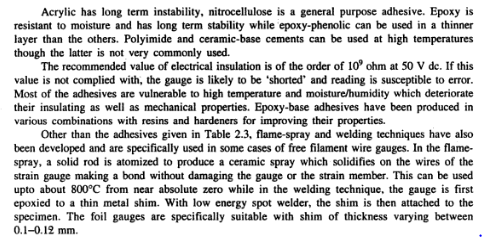 Acrylic has long term instability, nitrocellulose is a general purpose adhesive. Epoxy is
resistant to moisture and has long term stability while epoxy-phenolic can be used in a thinner
layer than the others. Polyimide and ceramic-base cements can be used at high temperatures
though the latter is not very commonly used.
The recommended value of electrical insulation is of the order of 10⁹ ohm at 50 V dc. If this
value is not complied with, the gauge is likely to be 'shorted' and reading is susceptible to error.
Most of the adhesives are vulnerable to high temperature and moisture/humidity which deteriorate
their insulating as well as mechanical properties. Epoxy-base adhesives have been produced in
various combinations with resins and hardeners for improving their properties.
Other than the adhesives given in Table 2.3, flame-spray and welding techniques have also
been developed and are specifically used in some cases of free filament wire gauges. In the flame-
spray, a solid rod is atomized to produce a ceramic spray which solidifies on the wires of the
strain gauge making a bond without damaging the gauge or the strain member. This can be used
upto about 800°C from near absolute zero while in the welding technique, the gauge is first
epoxied to a thin metal shim. With low energy spot welder, the shim is then attached to the
specimen. The foil gauges are specifically suitable with shim of thickness varying between
0.1–0.12 mm.